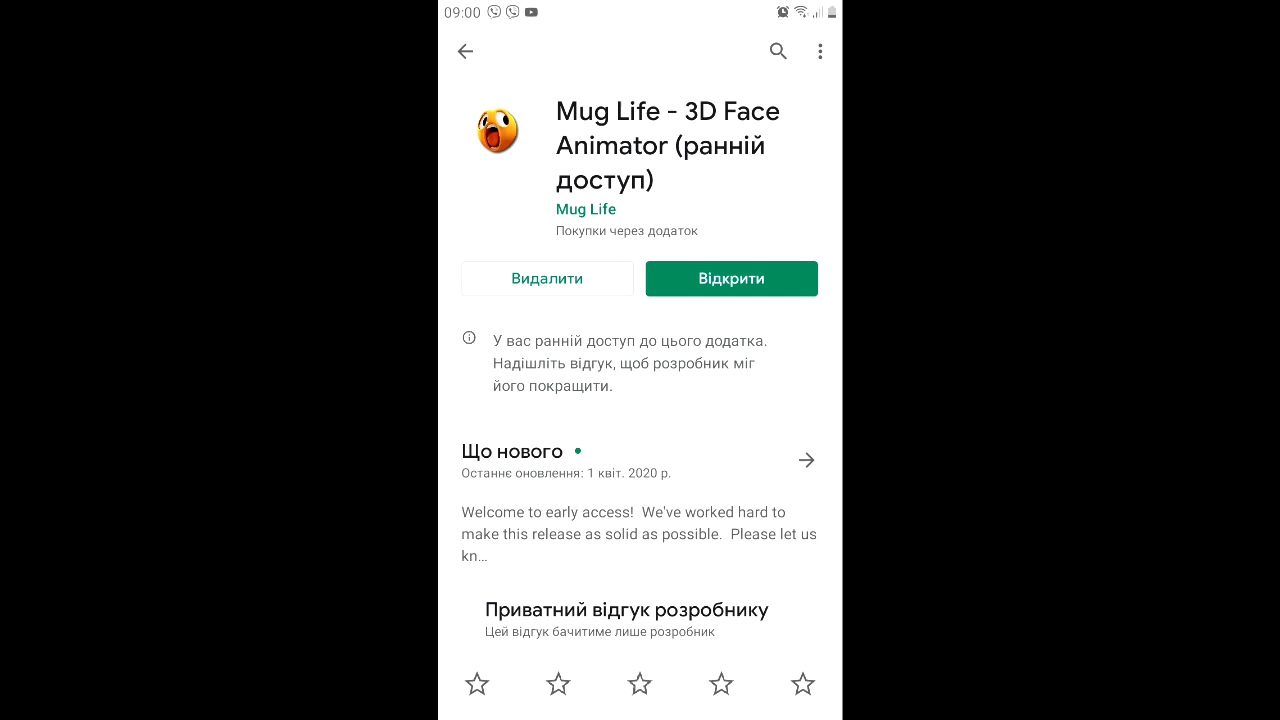 09:00
Mug Life - 3D Face
Animator (ранній
доступ)
Mug Life
Покупки через додаток
Видалити
Відкрити
У вас ранній доступ до цього додатка.
Надішліть відгук, щоб розробник міг
його покращити.
Що нового
Останнє оновлення: 1 квіт. 2020 р.
Welcome to early access!  We've worked hard to
make this release as solid as possible.  Please let us
kn…
Приватний відгук розробнику
Цей відгук бачитиме лише розробник